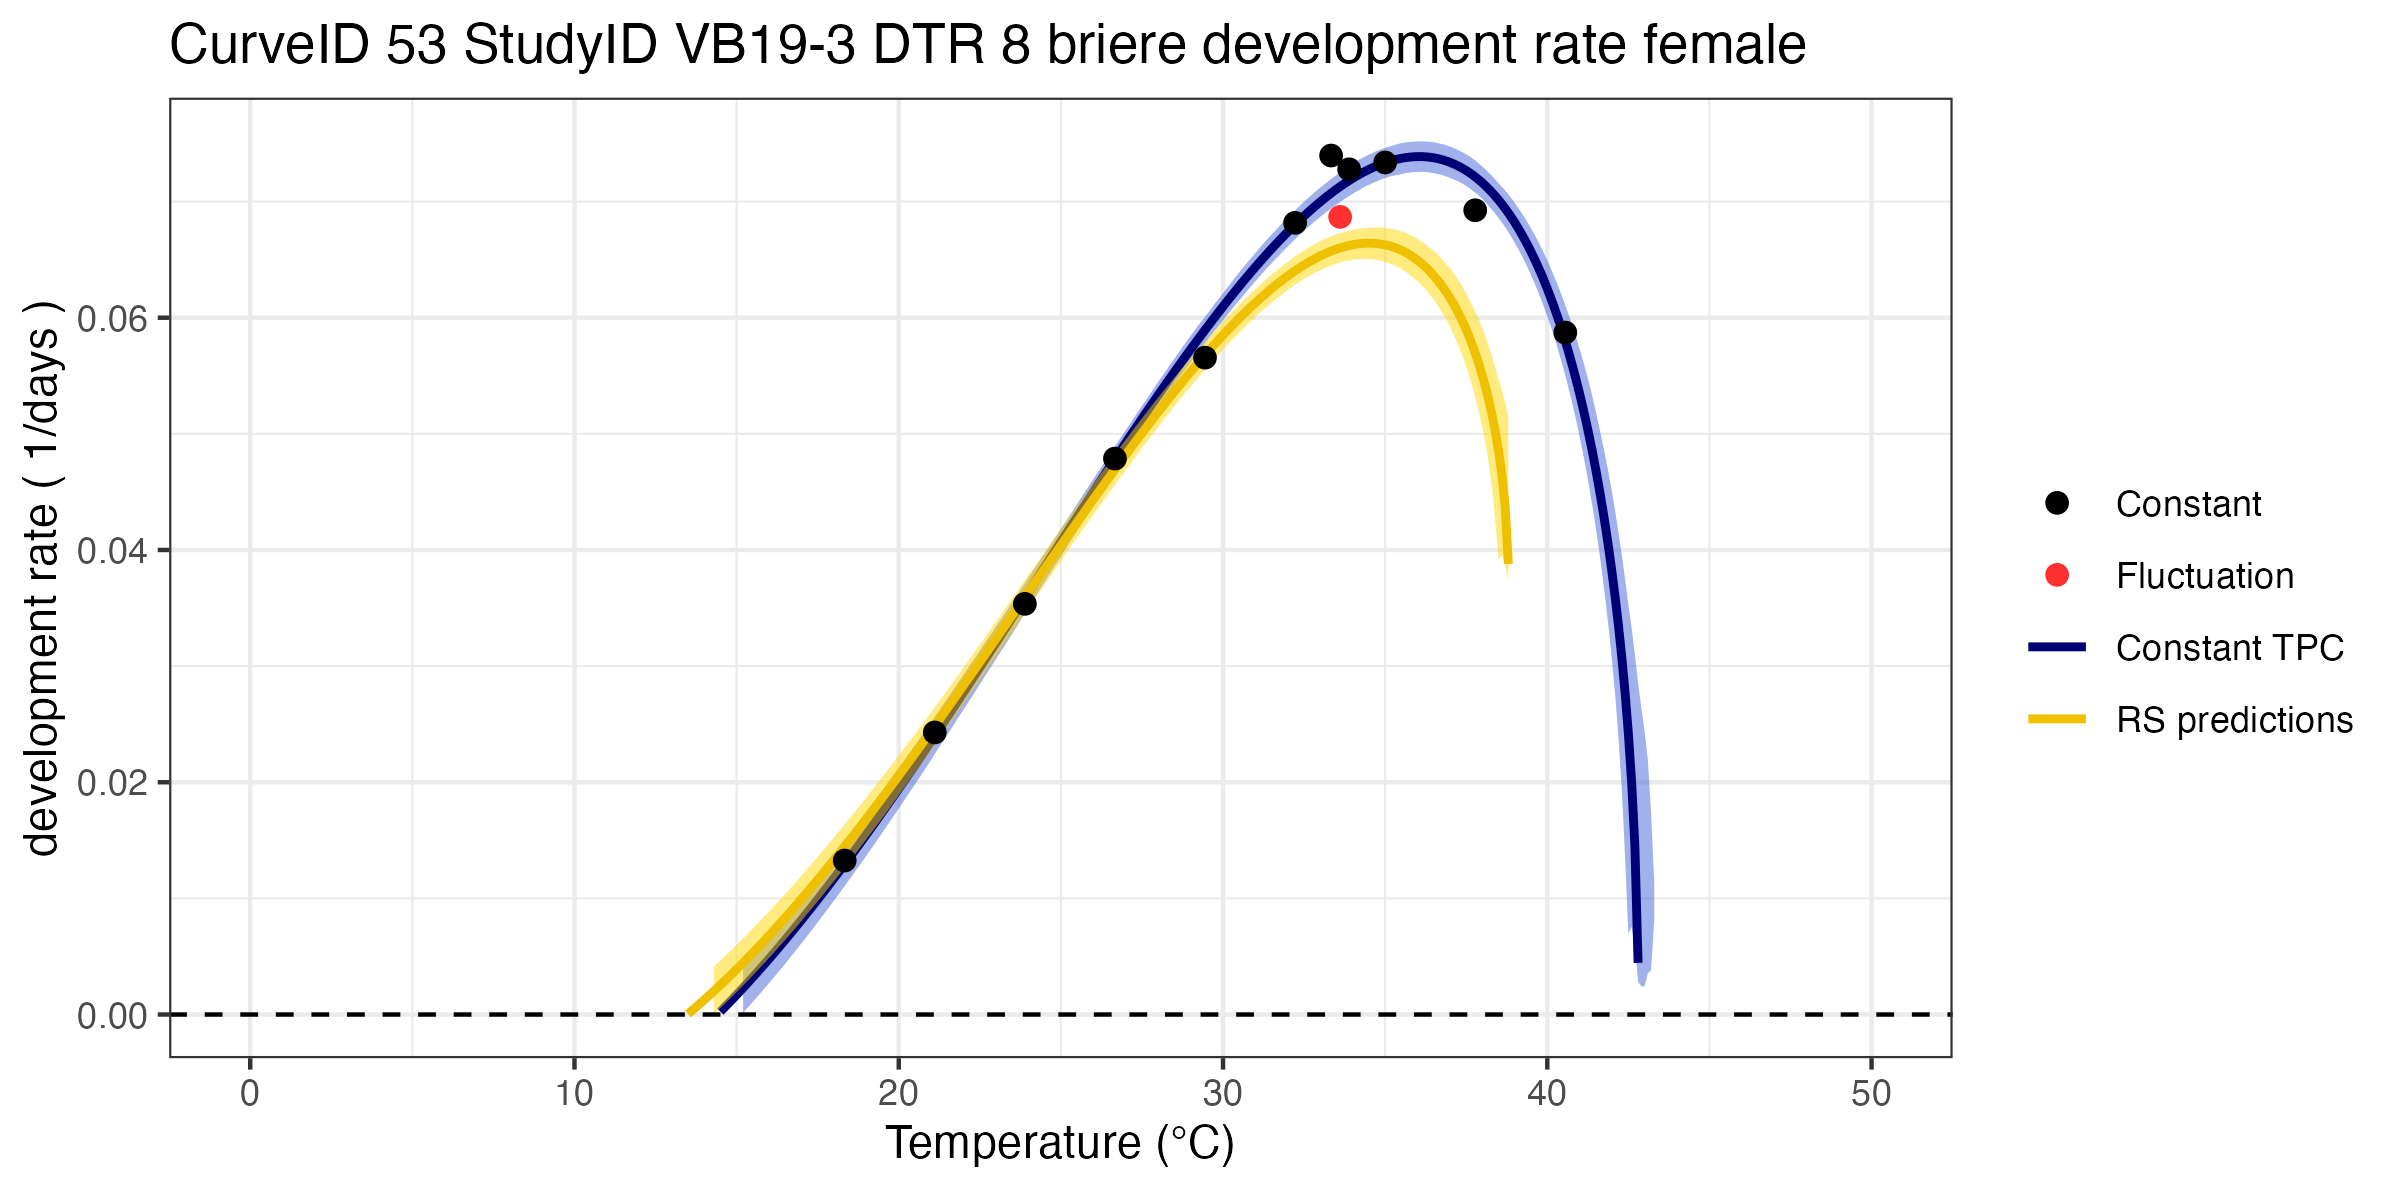 CurveID 53 StudyID VB19-3 DTR 8 briere development rate female
development rate ( 1/days )
0.06
0.04
0.02
0.00
0
10
20
30
40
50
Temperature (°C)
Constant
Fluctuation
Constant TPC
RS predictions